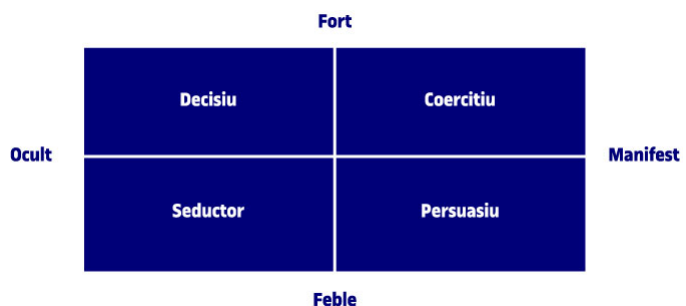 Fort
Decisiu Coercitiu
Ocult Manifest
Seductor Persuasiu
Feble